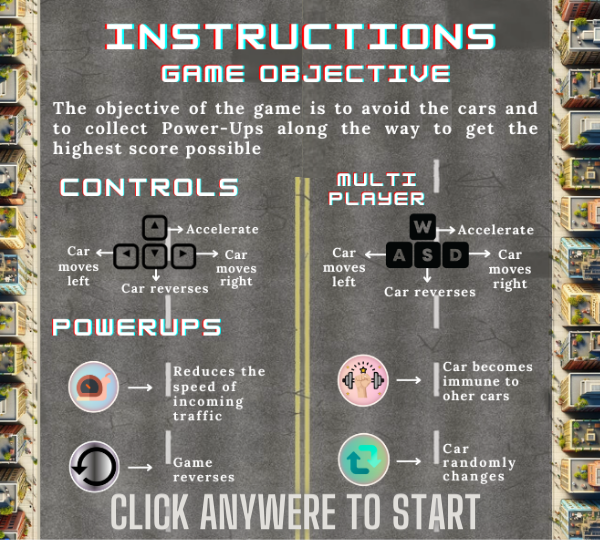 INSTRUCTIONS
GAME OBJECTIVE
The objective of the game is to avoid the cars and
to collect Power-Ups along the way to get the
highest score possible
CONTROLS
Accelerate
Car
moves
left
Car
moves
right
Car reverses
MULTI
PLAYER
W
Accelerate
A S D
Car
moves
left
Car
moves
right
Car reverses
POWERUPS
Reduces the
speed of
incoming
traffic
Car becomes
immune to
oher cars
Game
reverses
Car
randomly
changes
CLICK ANYWERE TO START